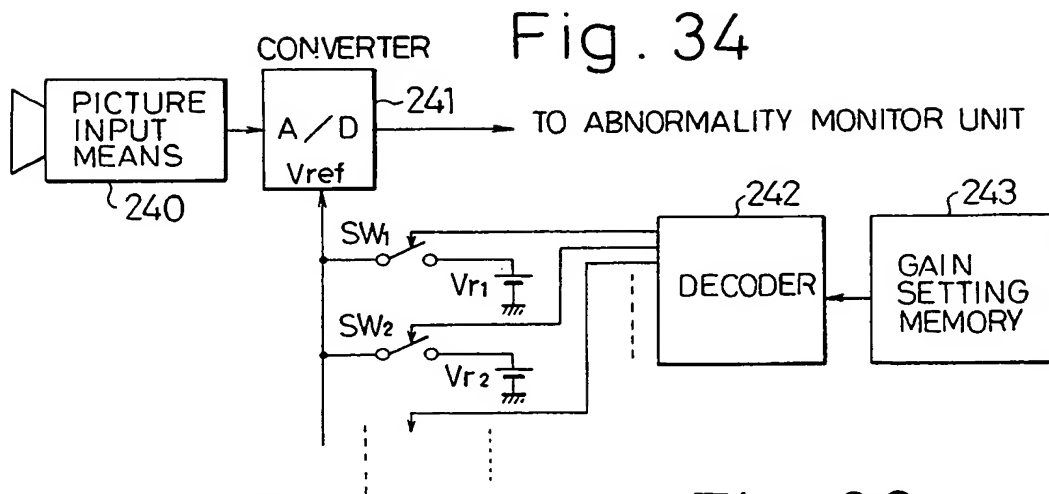 Fig. 34
CONVERTER
PICTURE
INPUT
MEANS
240
A/D
Vref
241
TO ABNORMALITY MONITOR UNIT
SW1
Vr1
SW2
Vr2
242
DECODER
243
GAIN
SETTING
MEMORY